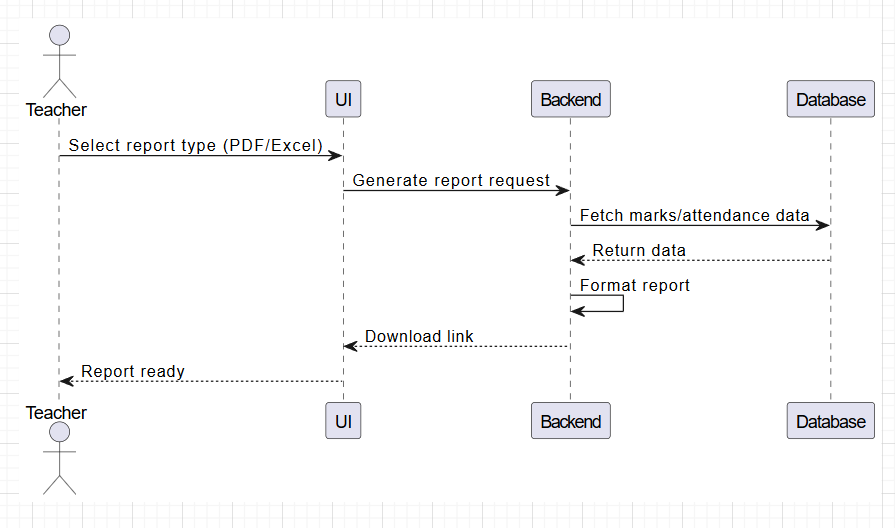 Teacher
UI
Backend
Database
Select report type (PDF/Excel)
Generate report request
Fetch marks/attendance data
Return data
Format report
Download link
Report ready
Teacher
UI
Backend
Database